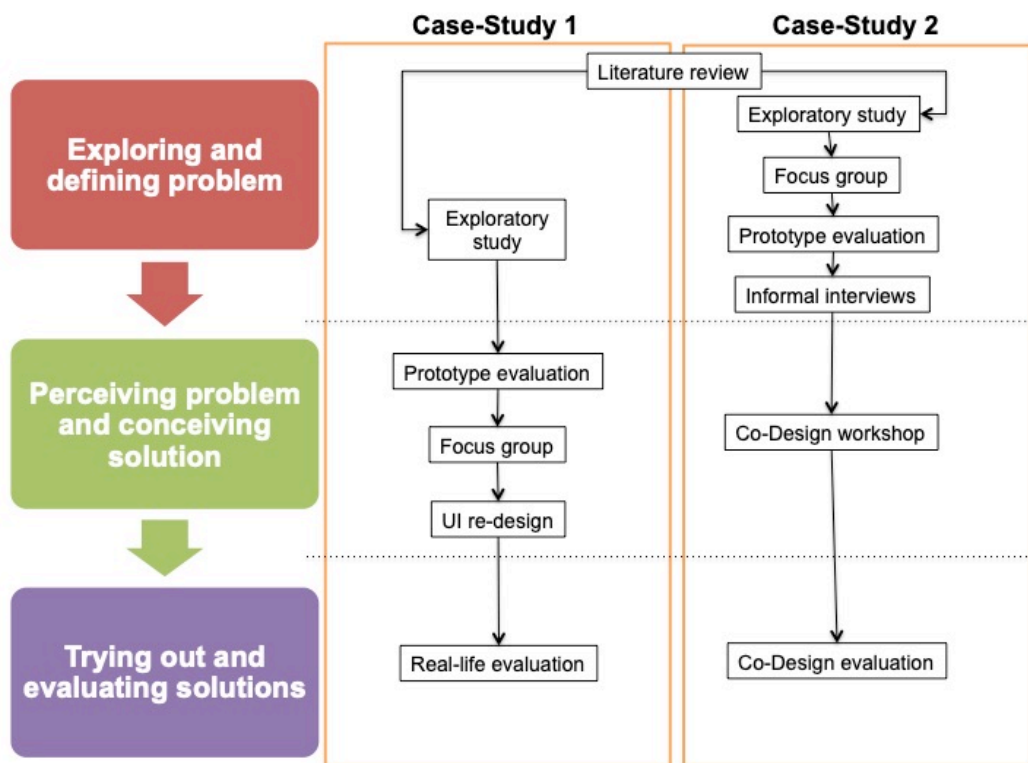 Case-Study 1
Case-Study 2
Exploring and
defining problem
Literature review
Exploratory
study
Exploratory study
Focus group
Prototype evaluation
Informal interviews
Perceiving problem
and conceiving
solution
Prototype evaluation
Focus group
UI re-design
Co-Design workshop
Trying out and
evaluating solutions
Real-life evaluation
Co-Design evaluation